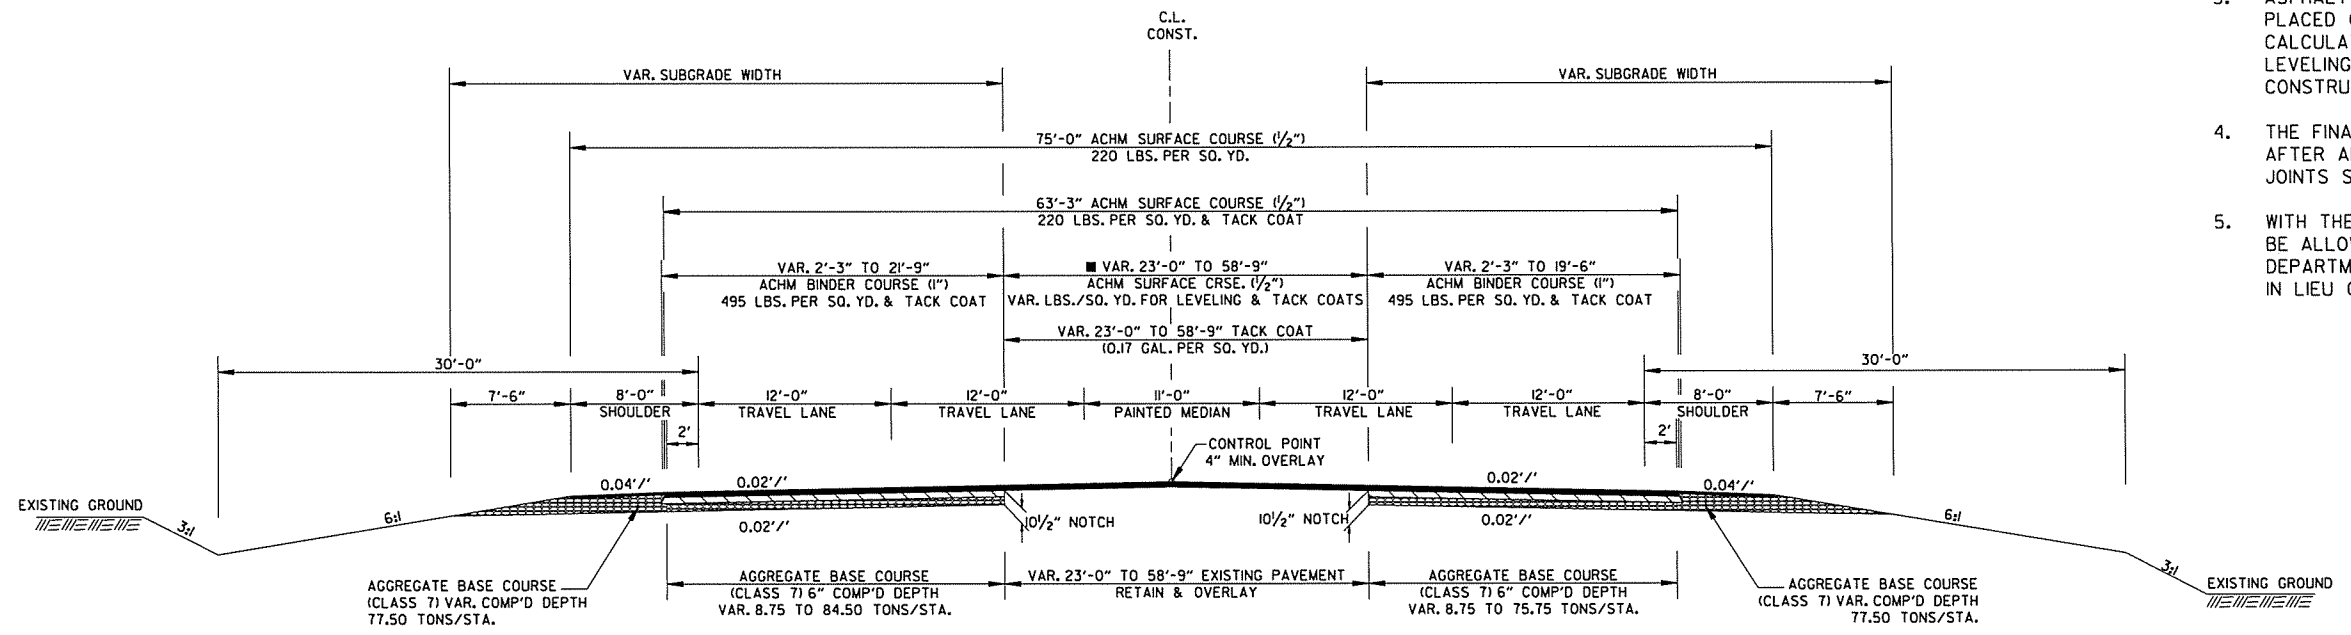 C.L.
CONST.
VAR. SUBGRADE WIDTH
VAR. SUBGRADE WIDTH
75'-0" ACHM SURFACE COURSE (1/2")
220 LBS. PER SQ. YD.
63'-3" ACHM SURFACE COURSE (1/2")
220 LBS. PER SQ. YD. & TACK COAT
VAR. 2'-3" TO 21'-9"
ACHM BINDER COURSE (1")
495 LBS. PER SQ. YD. & TACK COAT
■ VAR. 23'-0" TO 58'-9"
ACHM SURFACE CRSE. (1/2")
VAR. LBS./SQ. YD. FOR LEVELING & TACK COATS
VAR. 2'-3" TO 19'-6"
ACHM BINDER COURSE (1")
495 LBS. PER SQ. YD. & TACK COAT
VAR. 23'-0" TO 58'-9" TACK COAT
(0.17 GAL. PER SQ. YD.)
30'-0"
30'-0"
7'-6"
8'-0"
SHOULDER
12'-0"
TRAVEL LANE
12'-0"
TRAVEL LANE
11'-0"
PAINTED MEDIAN
12'-0"
TRAVEL LANE
12'-0"
TRAVEL LANE
8'-0"
SHOULDER
7'-6"
2'
2'
CONTROL POINT
4" MIN. OVERLAY
0.04'/'
0.02'/'
0.02'/'
0.04'/'
EXISTING GROUND
3:1
6:1
0.02'/'
10 1/2" NOTCH
10 1/2" NOTCH
0.02'/'
6:1
3:1
EXISTING GROUND
AGGREGATE BASE COURSE
(CLASS 7) VAR. COMP'D DEPTH
77.50 TONS/STA.
AGGREGATE BASE COURSE
(CLASS 7) 6" COMP'D DEPTH
VAR. 8.75 TO 84.50 TONS/STA.
VAR. 23'-0" TO 58'-9" EXISTING PAVEMENT
RETAIN & OVERLAY
AGGREGATE BASE COURSE
(CLASS 7) 6" COMP'D DEPTH
VAR. 8.75 TO 75.75 TONS/STA.
AGGREGATE BASE COURSE
(CLASS 7) VAR. COMP'D DEPTH
77.50 TONS/STA.
PLACED
CALCULA
LEVELING
CONSTRU
4. THE FINA
AFTER A
JOINTS S
5. WITH THE
BE ALLO
DEPARTM
IN LIEU